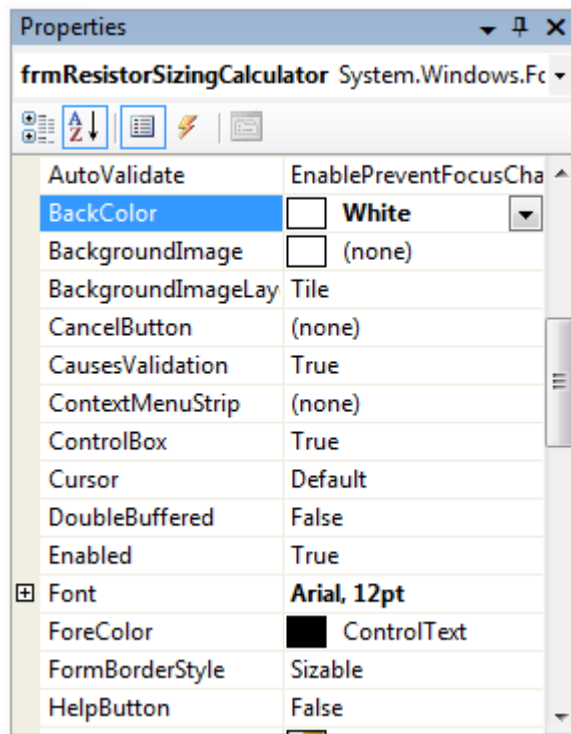 Properties
frmResistorSizingCalculator System.Windows.Fc
AutoValidate EnablePreventFocusCha
BackColor White
BackgroundImage (none)
BackgroundImageLay Tile
CancelButton (none)
CausesValidation True
ContextMenuStrip (none)
ControlBox True
Cursor Default
DoubleBuffered False
Enabled True
Font Arial, 12pt
ForeColor ControlText
FormBorderStyle Sizable
HelpButton False